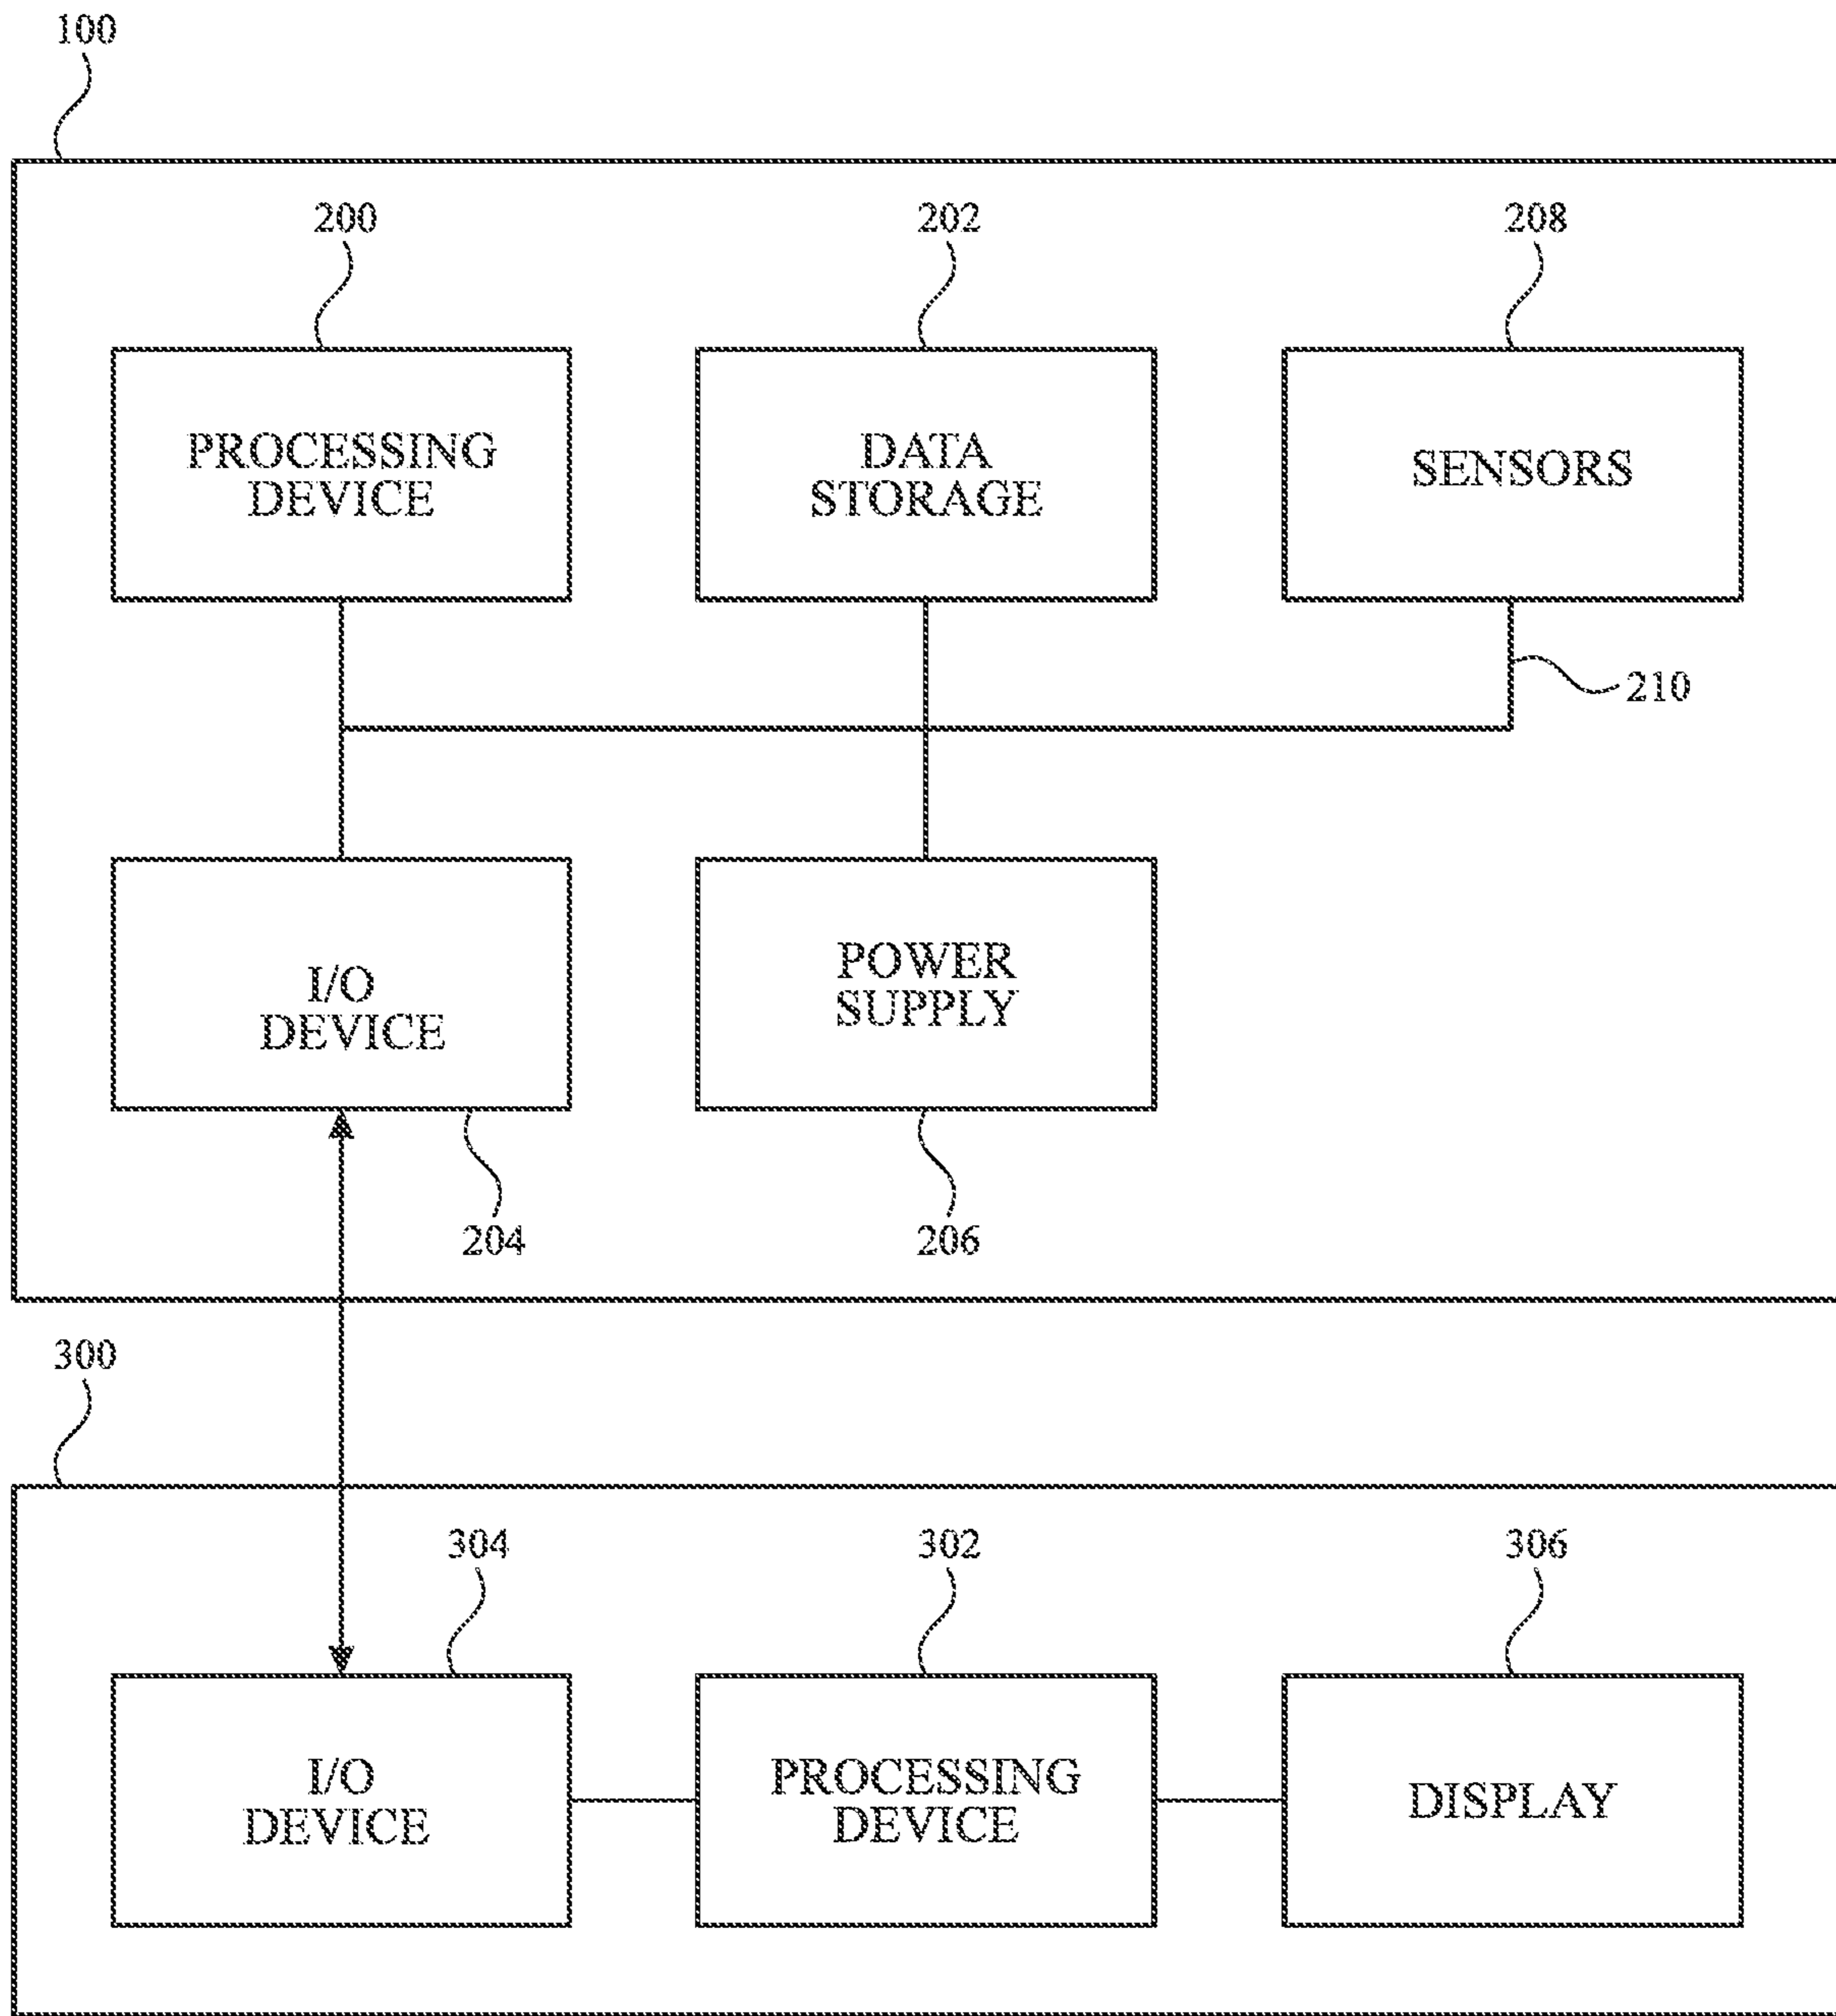 100
200
202
208
PROCESSING
DEVICE
DATA
STORAGE
SENSORS
210
I/O
DEVICE
POWER
SUPPLY
204
206
300
304
302
306
I/O
DEVICE
PROCESSING
DEVICE
DISPLAY